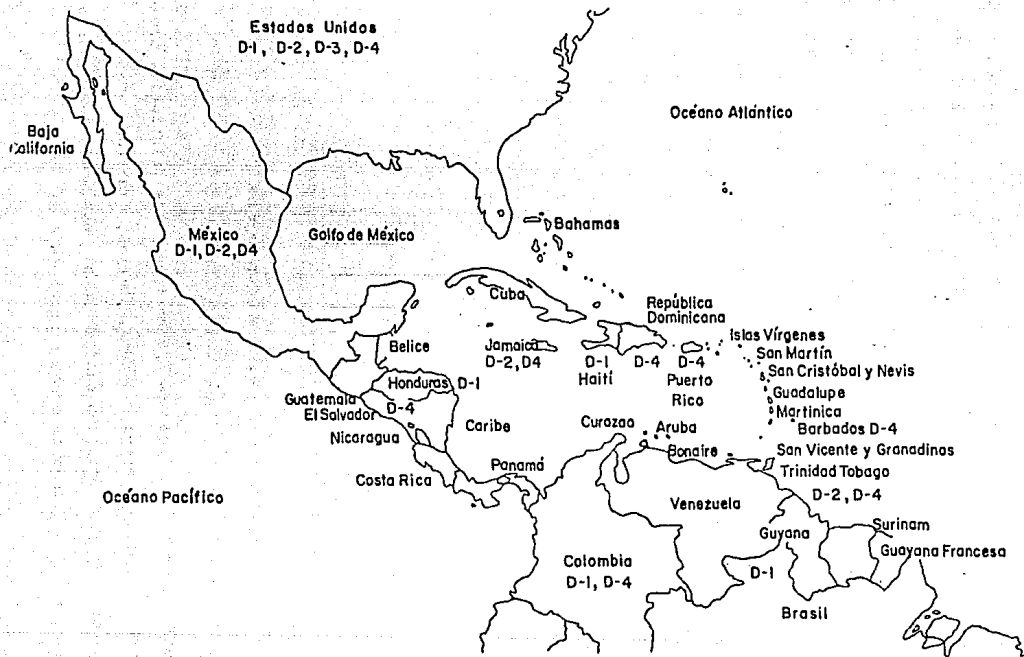 Estados Unidos
D-1, D-2, D-3, D-4
Océano Atlántico
Baja
California
México
D-1, D-2, D4
Golfo de México
Bahamas
Cuba
República
Dominicana
Belice
Jamaica
D-2, D4
D-1
Haití
D-4
D-4
Puerto
Rico
Islas Vírgenes
San Martín
San Cristóbal y Nevis
Guadalupe
Martinica
Barbados D-4
San Vicente y Granadinos
Trinidad Tobago
D-2, D-4
Honduras D-1
Guatemala
El Salvador D-4
Nicaragua
Caribe
Curazao
Aruba
Bonaire
Costa Rica
Panamá
Océano Pacífico
Venezuela
Guyana
Surinam
Guayana Francesa
Colombia
D-1, D-4
D-1
Brasil